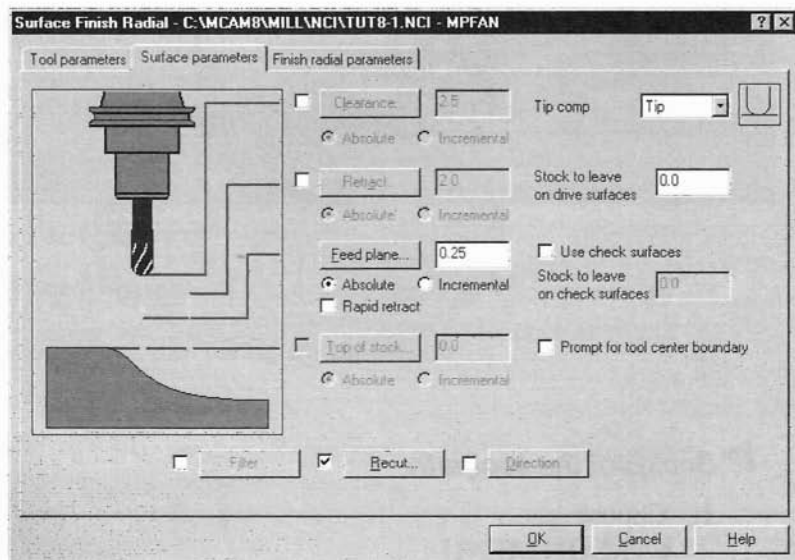 Surface Finish Radial - C:\MCAM8\MILL\NCI\TUT8-1.NCI - MPFAN
Tool parameters Surface parameters Finish radial parameters
Clearance... 2.5 Tip comp Tip
Absolute Incremental
Retract... 2.0 Stock to leave
on drive surfaces 0.0
Absolute Incremental
Feed plane... 0.25 Use check surfaces
Absolute Incremental Stock to leave
on check surfaces 0.0
Rapid retract
Top of stock... 0.0 Prompt for tool center boundary
Absolute Incremental
Filter Recut... Direction
OK Cancel Help